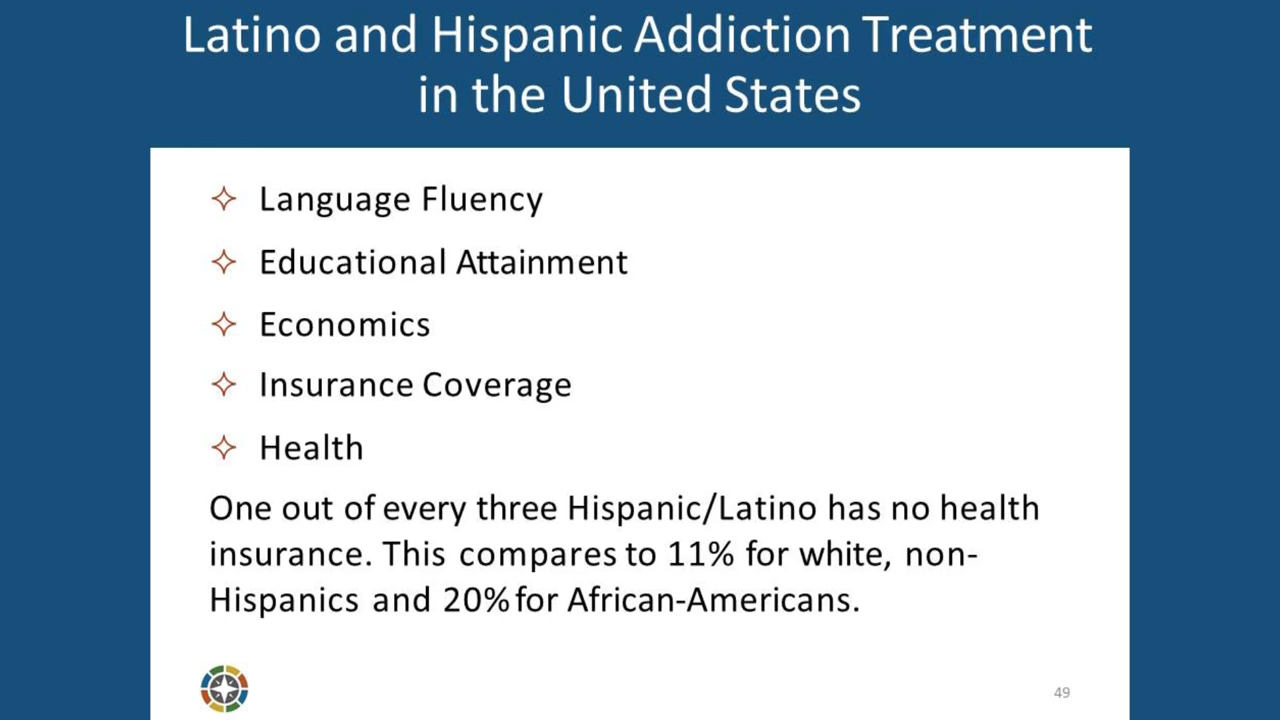 Latino and Hispanic Addiction Treatment
in the United States
Language Fluency
Educational Attainment
Economics
Insurance Coverage
Health
One out of every three Hispanic/Latino has no health
insurance. This compares to 11% for white, non-
Hispanics and 20% for African-Americans.
49